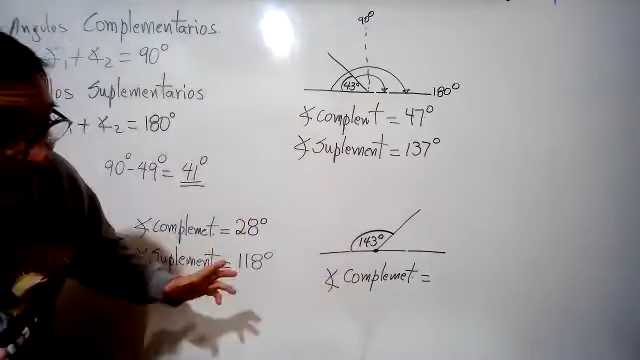 Angulos Complementarios.
∡₁ + ∡₂ = 90°
los Suplementarios
+ ∡₂ = 180°
90° - 49° = 41°
∡ Complemet. = 28°
Suplement = 118°
90°
43°
180°
∡ Complent = 47°
∡ Suplement = 137°
143°
∡ Complemet =